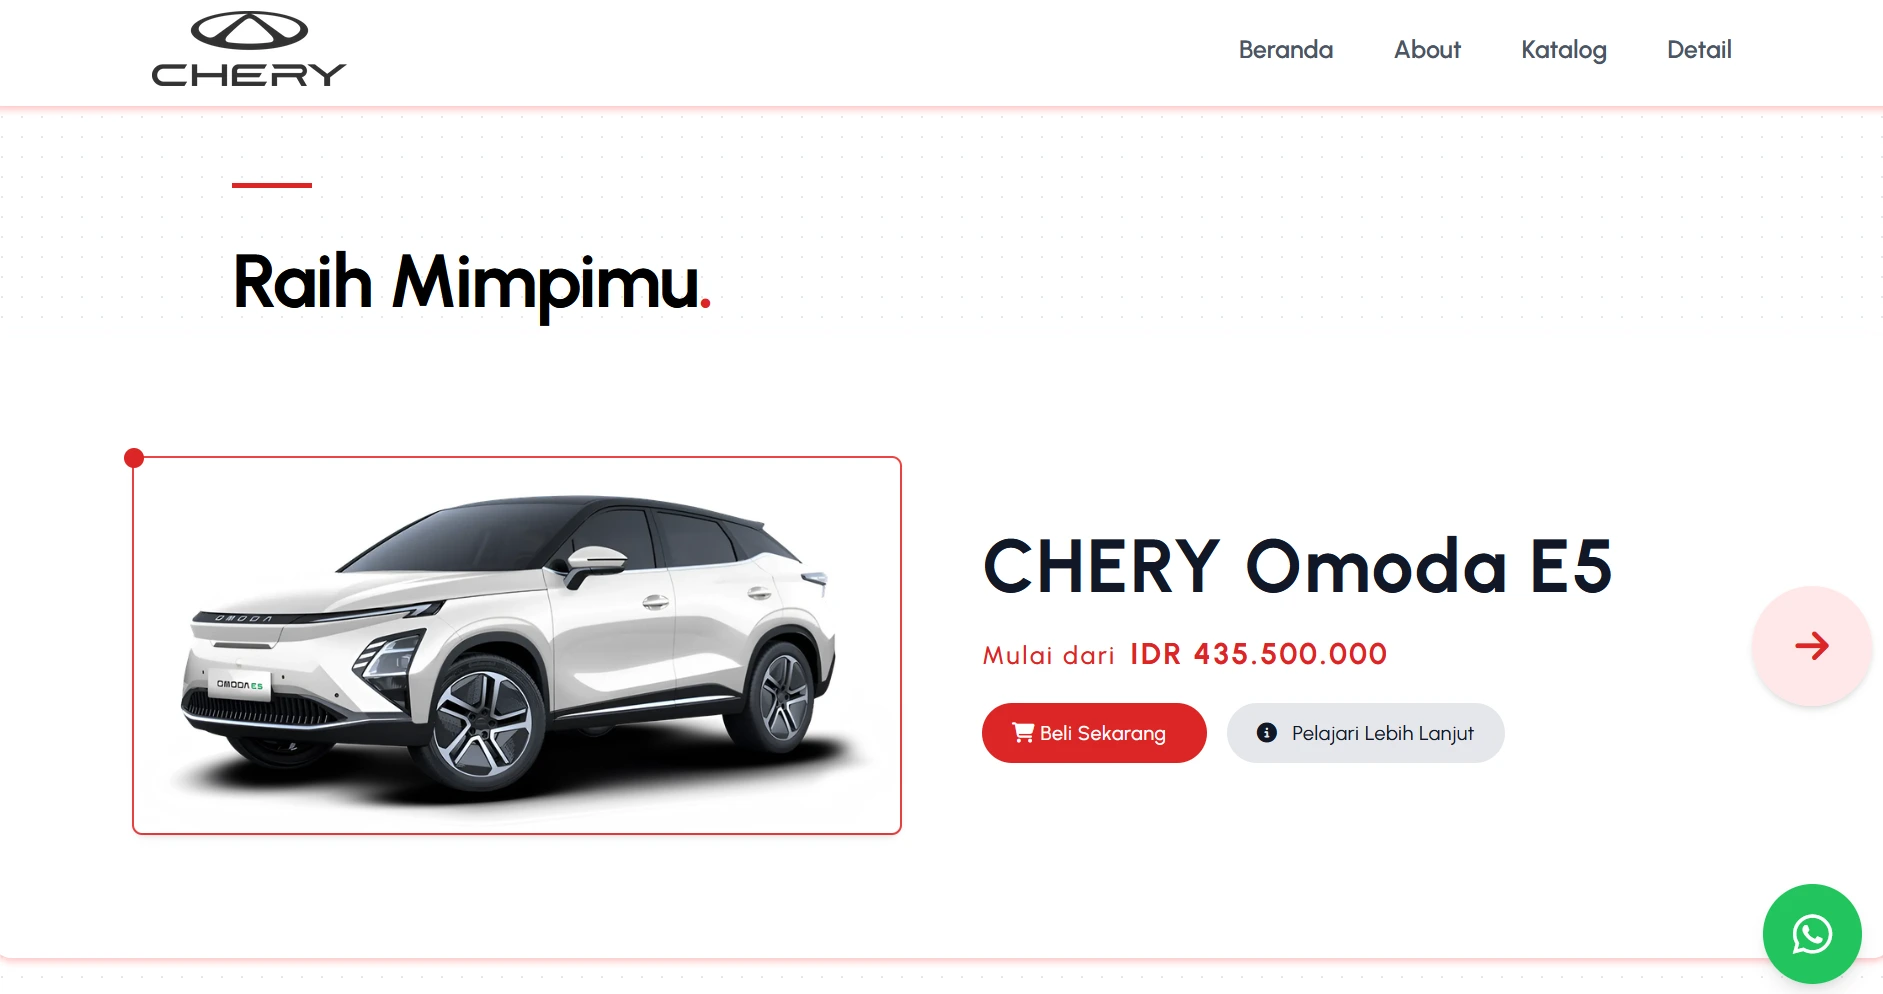 CHERY
Beranda About Katalog Detail
Raih Mimpimu.
OMODA
OMODA E5
CHERY Omoda E5
Mulai dari IDR 435.500.000
Beli Sekarang Pelajari Lebih Lanjut